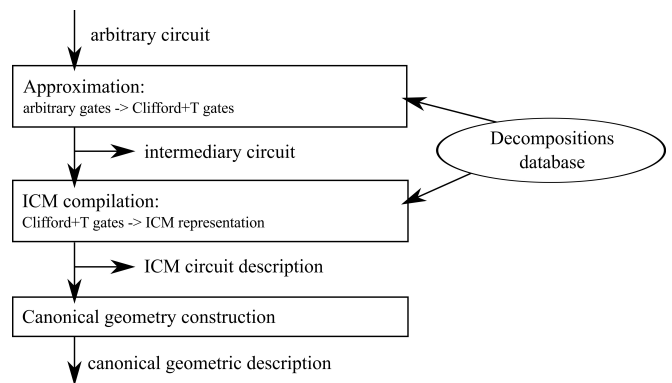 arbitrary circuit
Approximation:
arbitrary gates -> Clifford+T gates
Decompositions
database
intermediary circuit
ICM compilation:
Clifford+T gates -> ICM representation
ICM circuit description
Canonical geometry construction
canonical geometric description